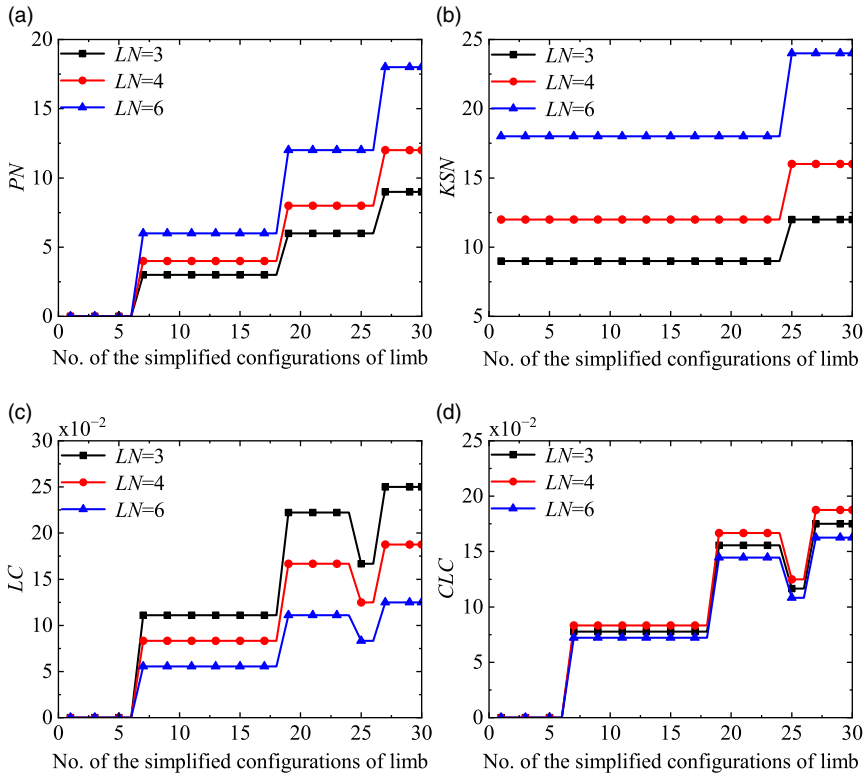 (a)
PN
20
15
10
5
0
LN=3
LN=4
LN=6
0 5 10 15 20 25 30
No. of the simplified configurations of limb
(b)
KSN
25
20
15
10
5
LN=3
LN=4
LN=6
0 5 10 15 20 25 30
No. of the simplified configurations of limb
(c)
x10⁻²
LC
30
25
20
15
10
5
0
LN=3
LN=4
LN=6
0 5 10 15 20 25 30
No. of the simplified configurations of limb
(d)
x10⁻²
CLC
25
20
15
10
5
0
LN=3
LN=4
LN=6
0 5 10 15 20 25 30
No. of the simplified configurations of limb